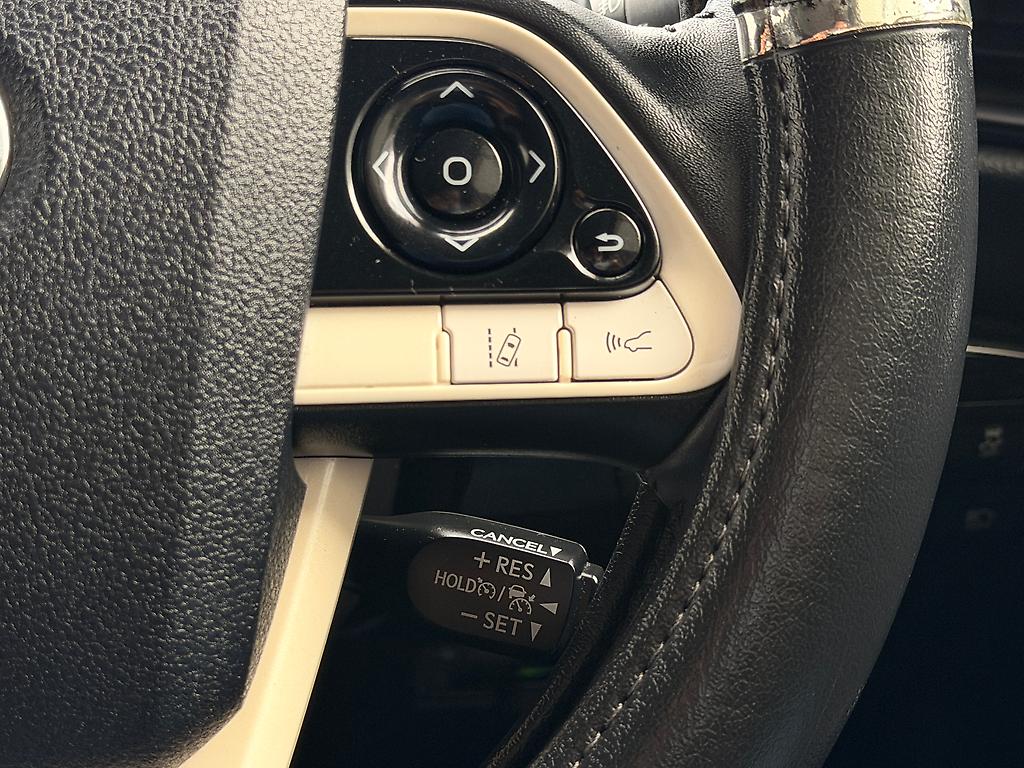 O
CANCEL▼
+ RES ▲
HOLD / ◀
− SET ▼